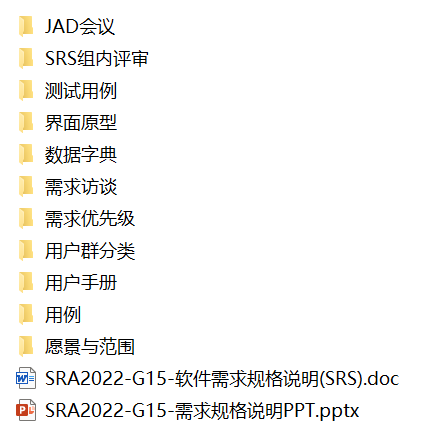 JAD会议
SRS组内评审
测试用例
界面原型
数据字典
需求访谈
需求优先级
用户群分类
用户手册
用例
愿景与范围
SRA2022-G15-软件需求规格说明(SRS).doc
SRA2022-G15-需求规格说明PPT.pptx